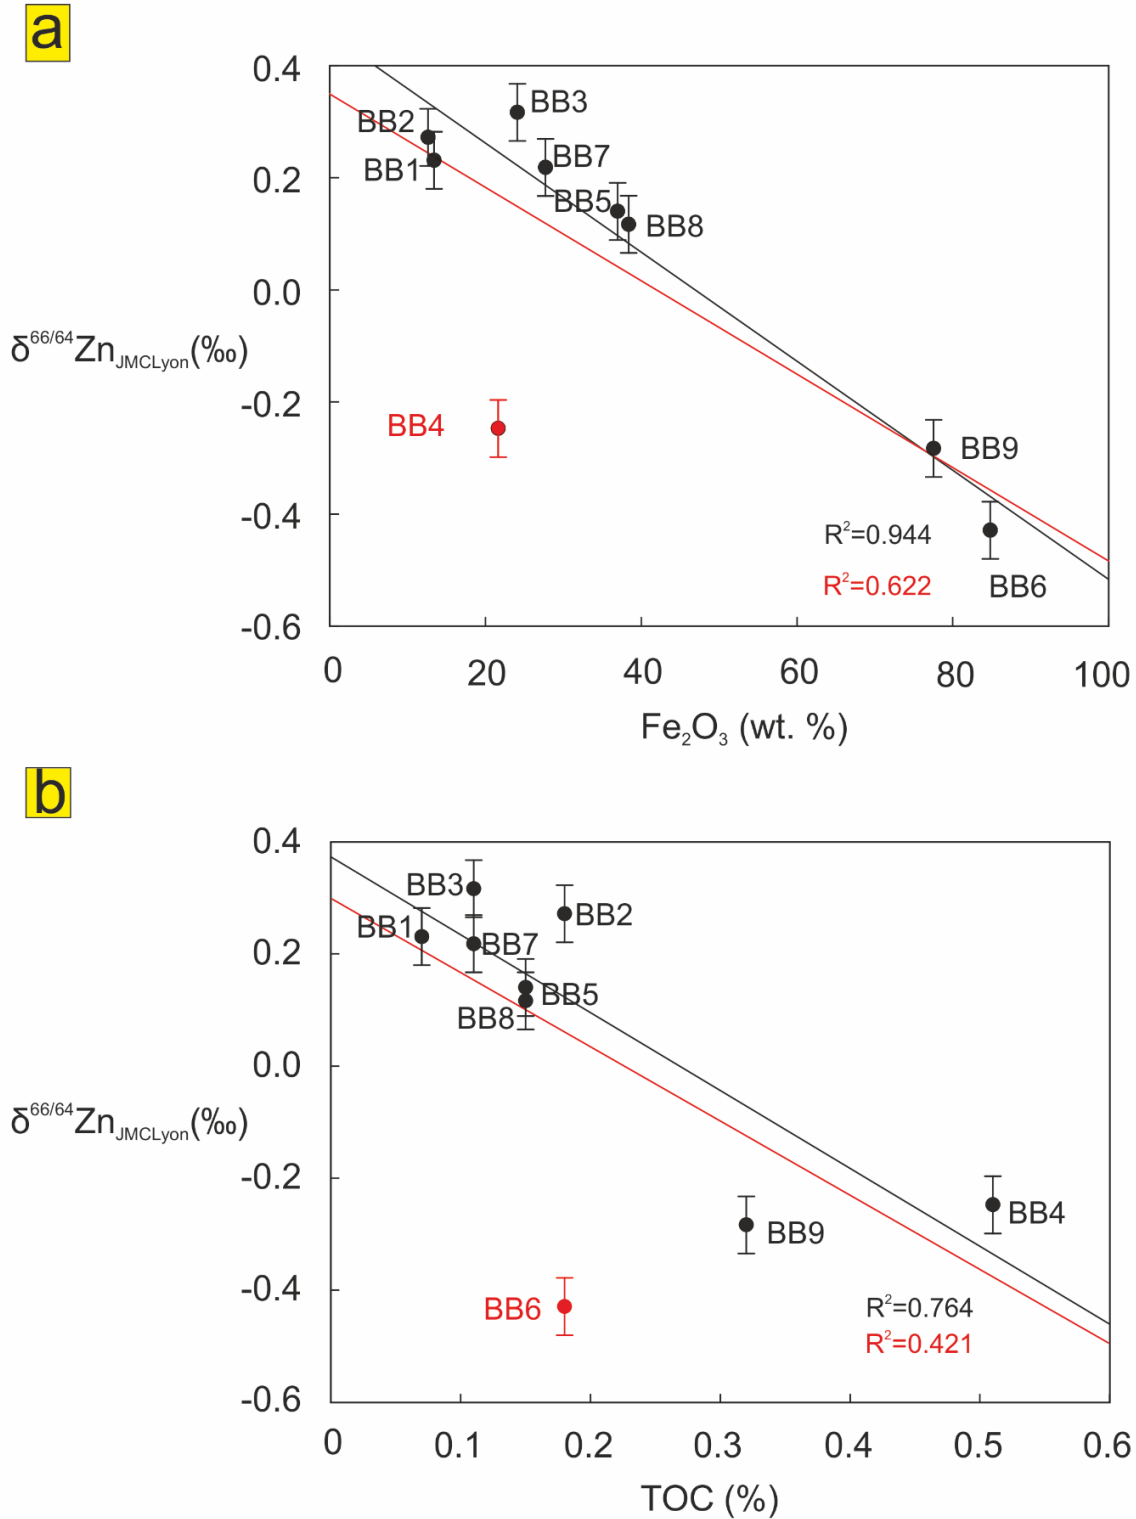 a
0.4
BB3
BB2
BB7
BB1
0.2
BB5
BB8
0.0
δ66/64ZnJMCLyon(‰)
-0.2
BB4
BB9
-0.4
R2=0.944
R2=0.622
BB6
-0.6
0 20 40 60 80 100
Fe2O3 (wt. %)
b
0.4
BB3
BB2
BB1
BB7
0.2
BB5
BB8
0.0
δ66/64ZnJMCLyon(‰)
-0.2
BB4
BB9
-0.4
BB6
R2=0.764
R2=0.421
-0.6
0 0.1 0.2 0.3 0.4 0.5 0.6
TOC (%)